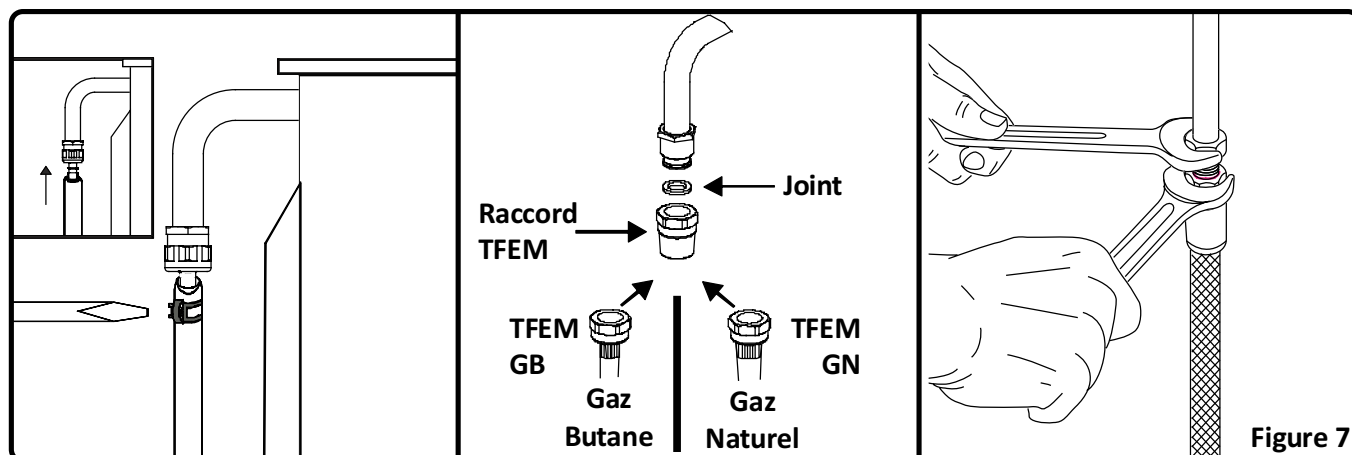 Joint
Raccord
TFEM
TFEM
GB
Gaz
Butane
TFEM
GN
Gaz
Naturel
Figure 7